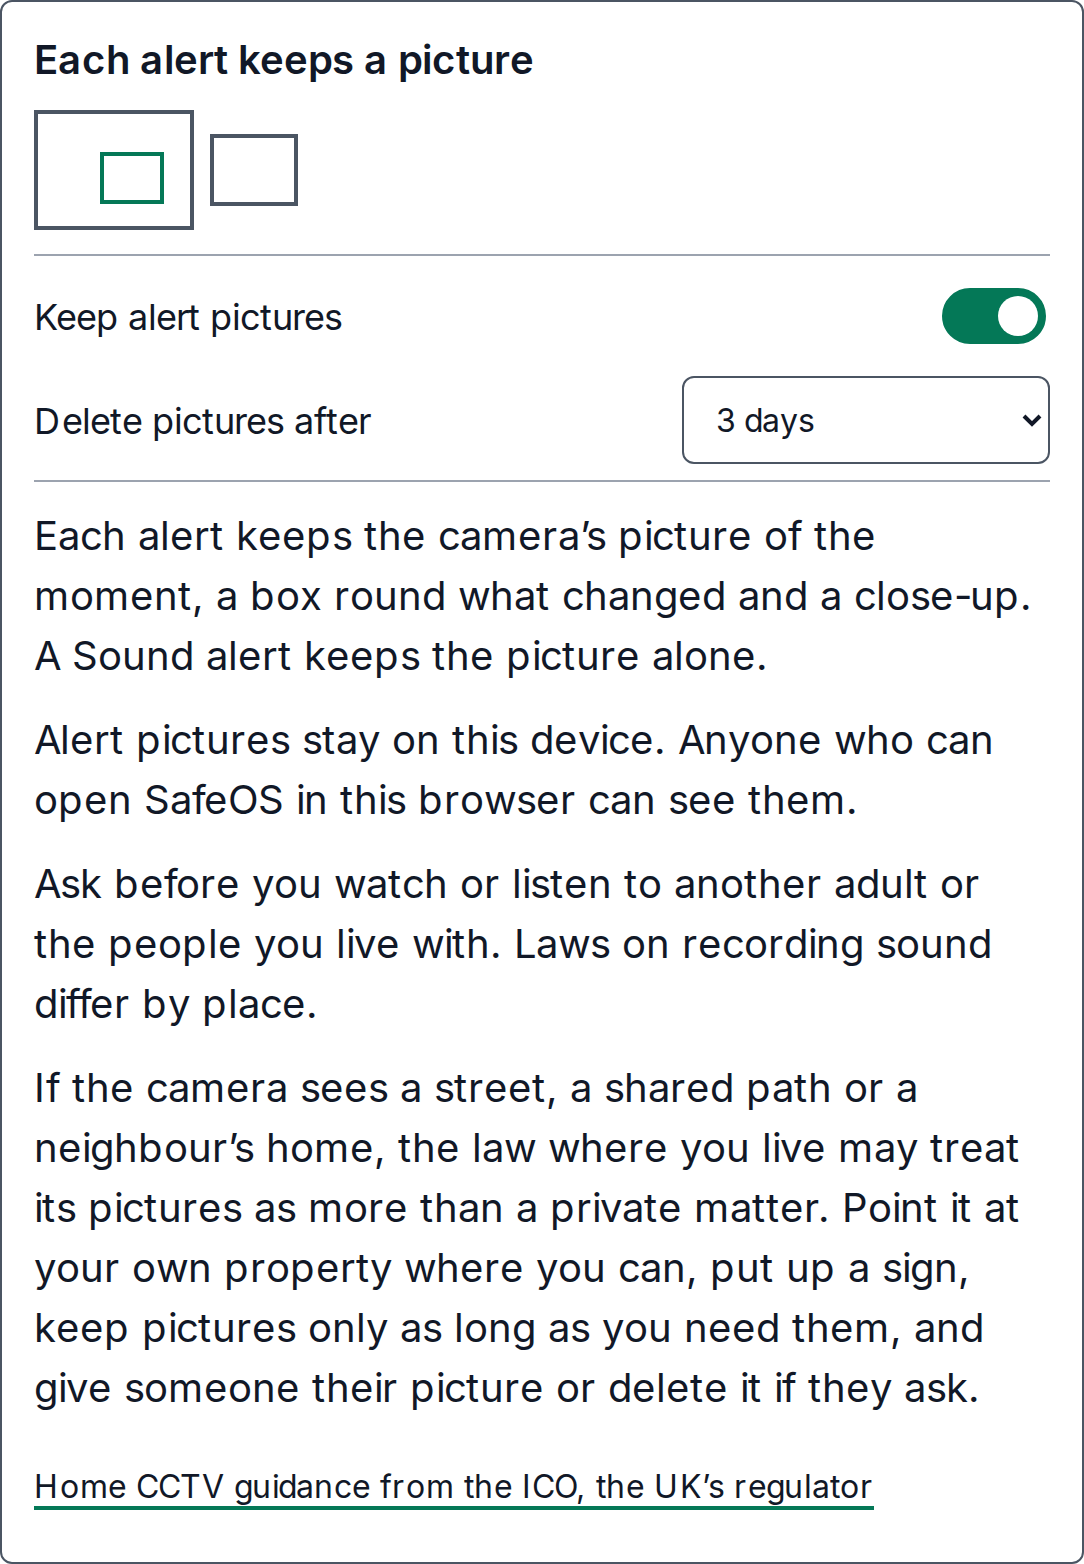 Each alert keeps a picture
Keep alert pictures
Delete pictures after
3 days
Each alert keeps the camera’s picture of the
moment, a box round what changed and a close-up.
A Sound alert keeps the picture alone.
Alert pictures stay on this device. Anyone who can
open SafeOS in this browser can see them.
Ask before you watch or listen to another adult or
the people you live with. Laws on recording sound
differ by place.
If the camera sees a street, a shared path or a
neighbour’s home, the law where you live may treat
its pictures as more than a private matter. Point it at
your own property where you can, put up a sign,
keep pictures only as long as you need them, and
give someone their picture or delete it if they ask.
Home CCTV guidance from the ICO, the UK’s regulator